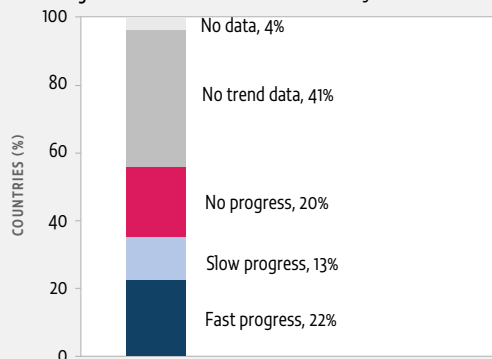 100
80
60
40
20
0
COUNTRIES (%)
No data, 4%
No trend data, 41%
No progress, 20%
Slow progress, 13%
Fast progress, 22%